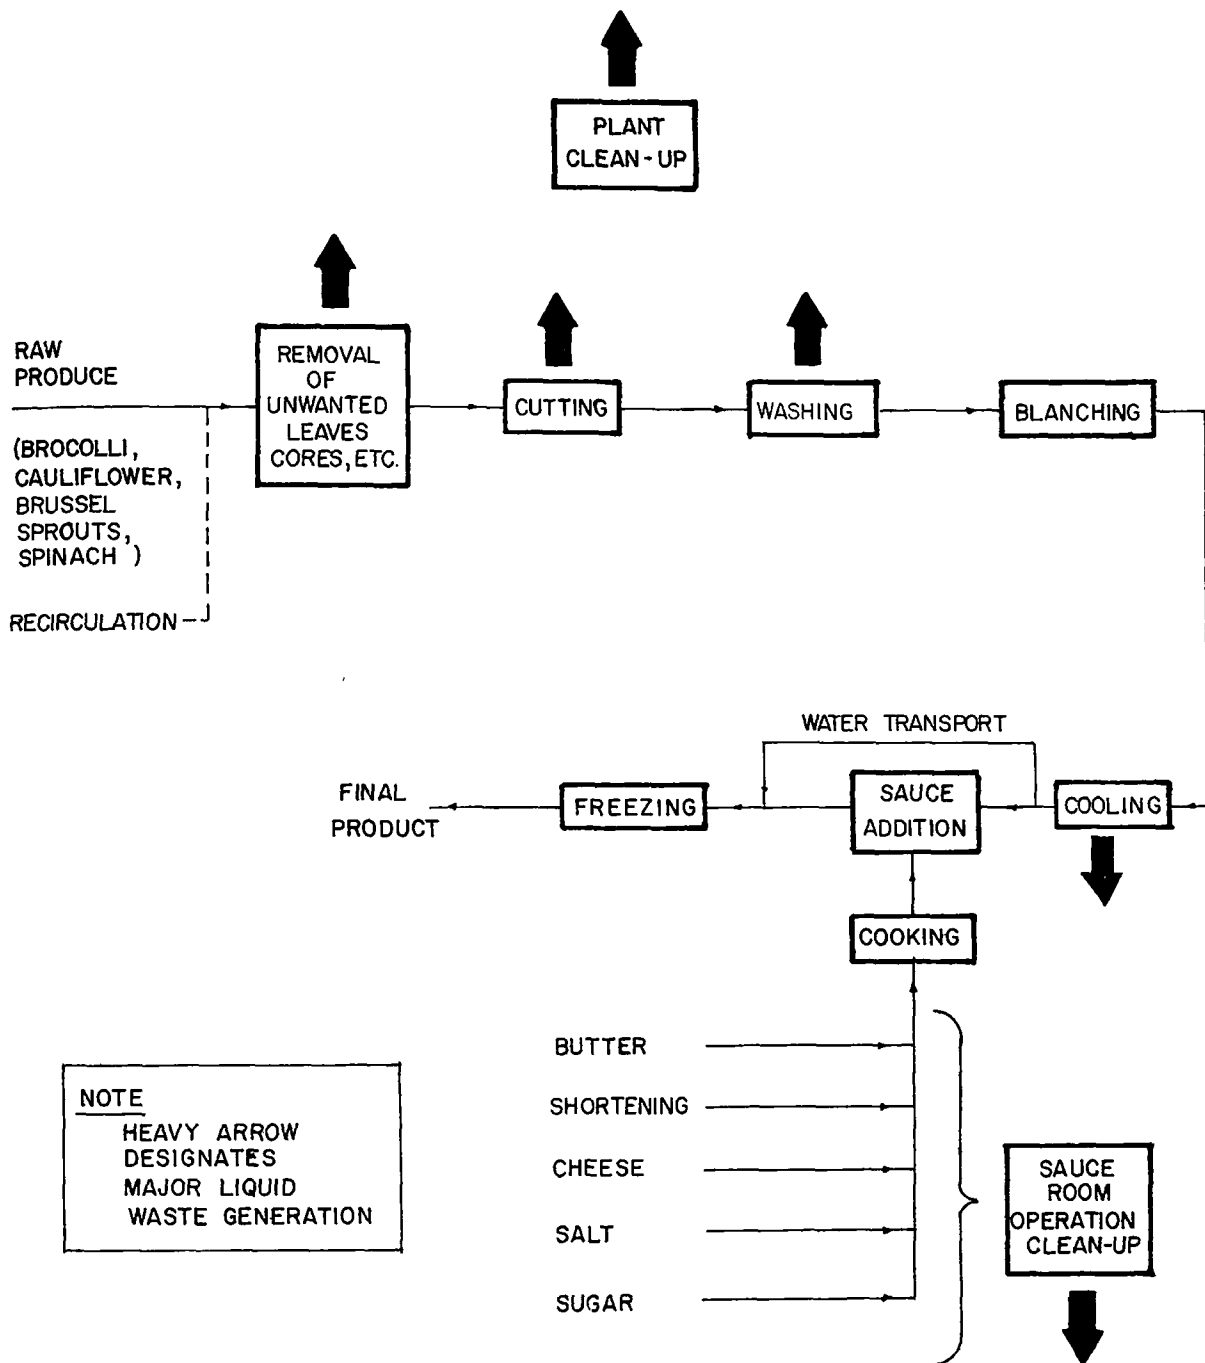 PLANT
CLEAN-UP
RAW
PRODUCE
(BROCOLLI,
CAULIFLOWER,
BRUSSEL
SPROUTS,
SPINACH )
RECIRCULATION
REMOVAL
OF
UNWANTED
LEAVES
CORES, ETC.
CUTTING
WASHING
BLANCHING
WATER TRANSPORT
FINAL
PRODUCT
FREEZING
SAUCE
ADDITION
COOLING
COOKING
BUTTER
SHORTENING
CHEESE
SALT
SUGAR
NOTE
HEAVY ARROW
DESIGNATES
MAJOR LIQUID
WASTE GENERATION
SAUCE
ROOM
OPERATION
CLEAN-UP